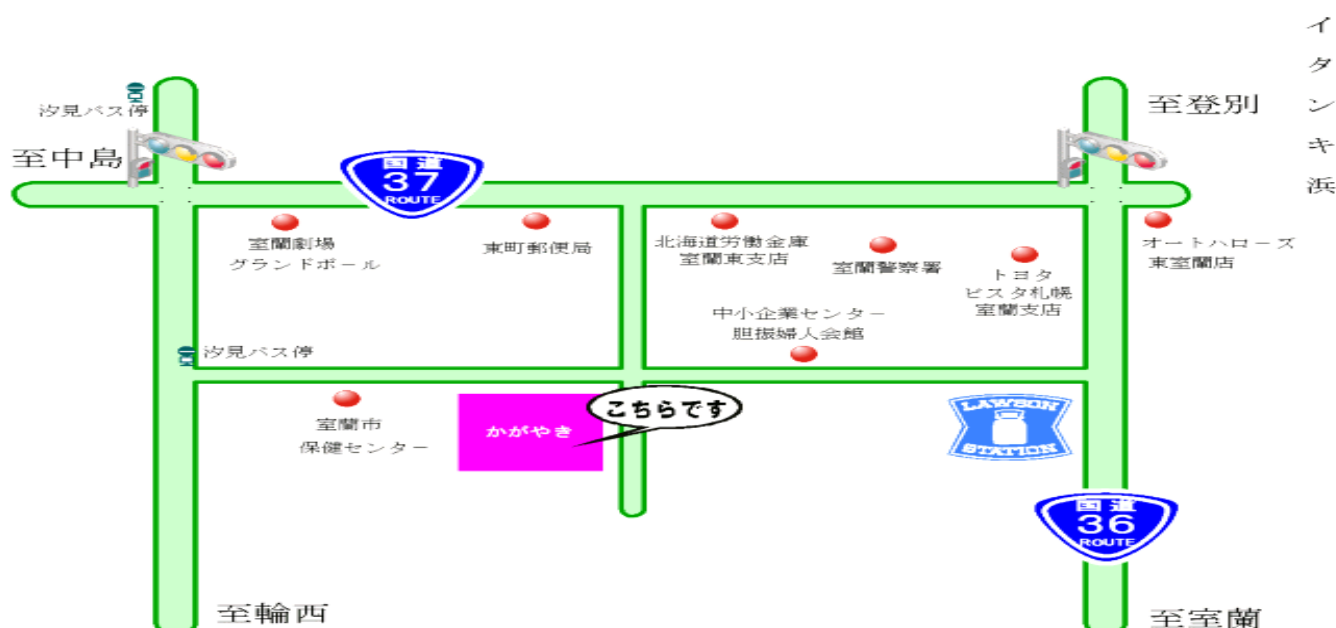 イタンキ浜
至登別
汐見バス停
至中島
国道
37
ROUTE
室蘭劇場
グランドボール
東町郵便局
北海道労働金庫
室蘭東支店
室蘭警察署
トヨタ
ビスタ札幌
室蘭支店
オートハローズ
東室蘭店
中小企業センター
胆振婦人会館
汐見バス停
室蘭市
保健センター
かがやき
こちらです
LAWSON
STATION
国道
36
ROUTE
至輪西
至室蘭